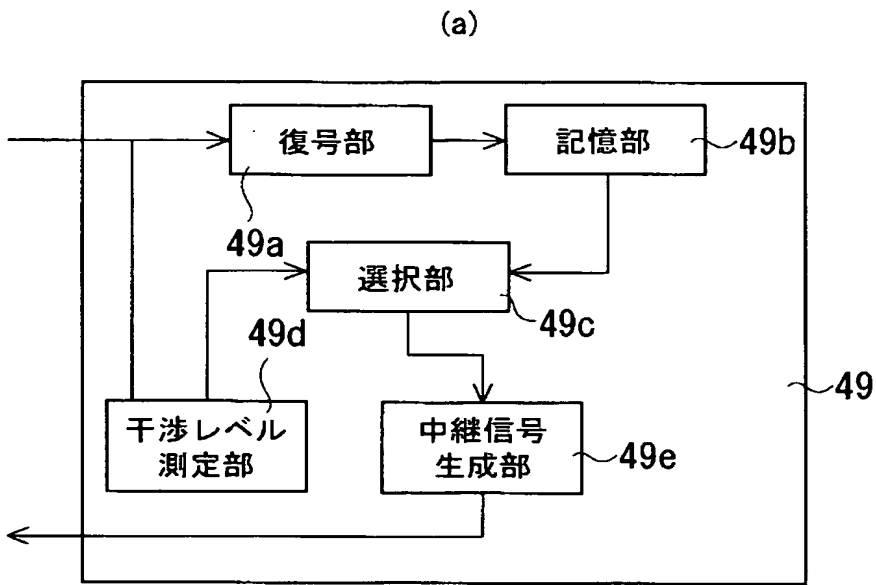 (a)
復号部
記憶部
49b
49a
選択部
49c
49d
49
干渉レベル
測定部
中継信号
生成部
49e